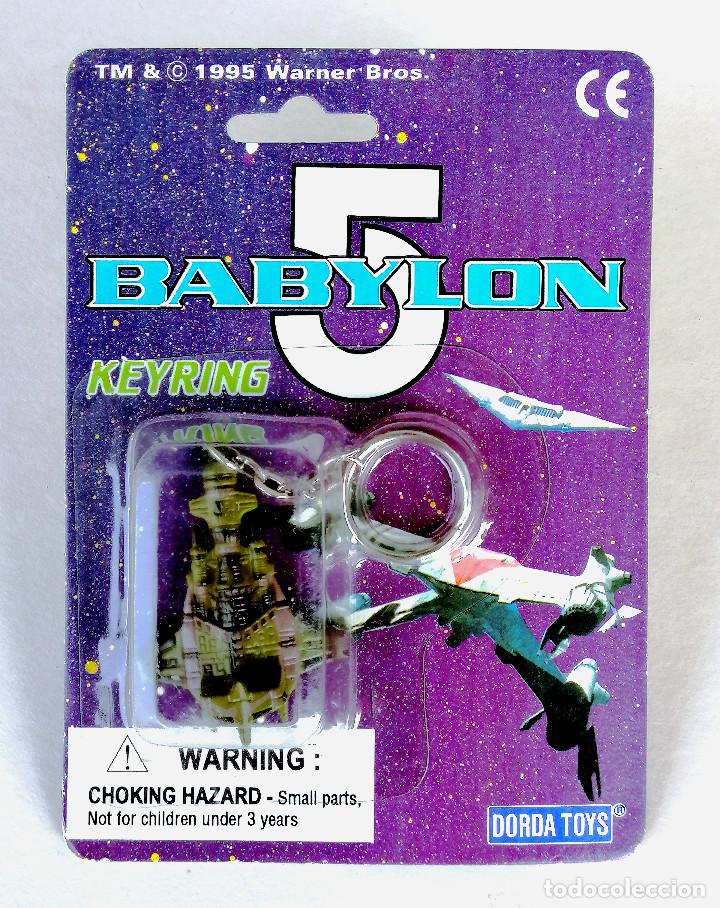 TM & © 1995 Warner Bros.
CE
5
BABYLON
KEYRING
WARNING :
CHOKING HAZARD - Small parts,
Not for children under 3 years
DORDA TOYS®
todocoleccion